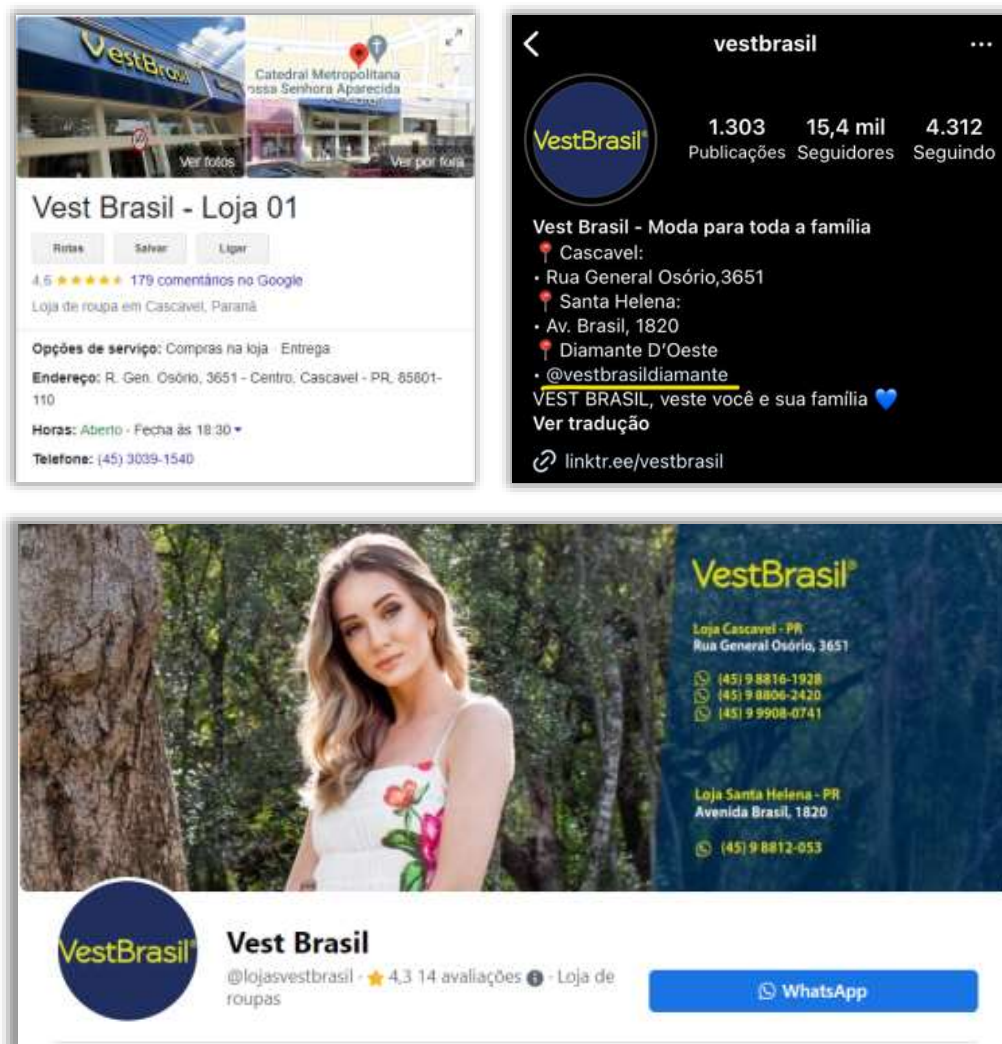 VestBrasil
Catedral Metropolitana
ossa Senhora Aparecida
Ver fotos
Ver por fora
Vest Brasil - Loja 01
Rotas Salvar Ligar
4,6 ★★★★★ 179 comentários no Google
Loja de roupa em Cascavel, Paraná
Opções de serviço: Compras na loja · Entrega
Endereço: R. Gen. Osório, 3651 - Centro, Cascavel - PR, 85801-
110
Horas: Aberto · Fecha às 18:30
Telefone: (45) 3039-1540
vestbrasil
VestBrasil®
1.303 15,4 mil 4.312
Publicações Seguidores Seguindo
Vest Brasil - Moda para toda a família
📍 Cascavel:
• Rua General Osório,3651
📍 Santa Helena:
• Av. Brasil, 1820
📍 Diamante D'Oeste
• @vestbrasildiamante
VEST BRASIL, veste você e sua família 💙
Ver tradução
linktr.ee/vestbrasil
VestBrasil®
Loja Cascavel - PR
Rua General Osório, 3651
(45) 9 8816-1928
(45) 9 8806-2420
(45) 9 9908-0741
Loja Santa Helena - PR
Avenida Brasil, 1820
(45) 9 8812-053
VestBrasil®
Vest Brasil
@lojasvestbrasil · ⭐ 4,3 14 avaliações · Loja de
roupas
WhatsApp